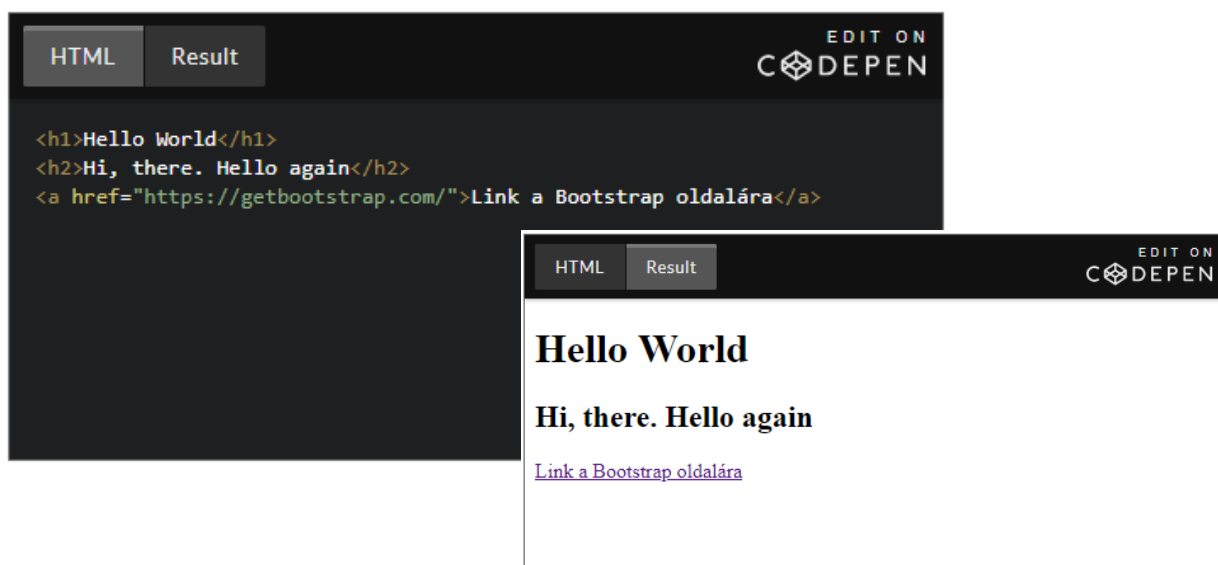 HTML Result
EDIT ON
CODEPEN
<h1>Hello World</h1>
<h2>Hi, there. Hello again</h2>
<a href="https://getbootstrap.com/">Link a Bootstrap oldalára</a>
HTML Result
EDIT ON
CODEPEN
Hello World
Hi, there. Hello again
Link a Bootstrap oldalára